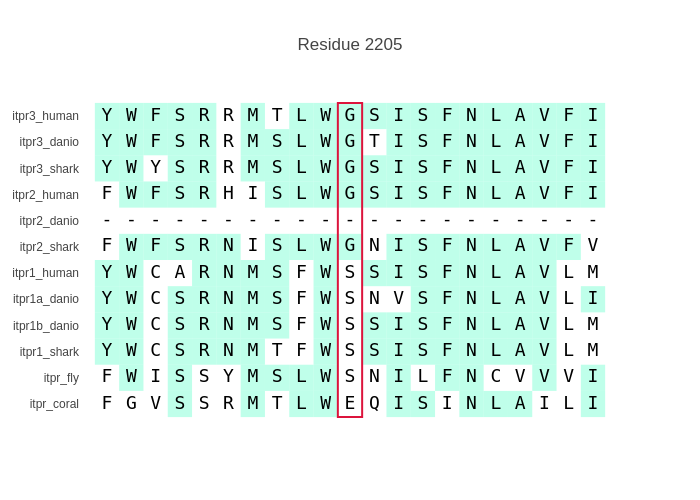 Residue 2205
itpr3_human Y W F S R R M T L W G S I S F N L A V F I
itpr3_danio Y W F S R R M S L W G T I S F N L A V F I
itpr3_shark Y W Y S R R M S L W G S I S F N L A V F I
itpr2_human F W F S R H I S L W G S I S F N L A V F I
itpr2_danio - - - - - - - - - - - - - - - - - - - - -
itpr2_shark F W F S R N I S L W G N I S F N L A V F V
itpr1_human Y W C A R N M S F W S S I S F N L A V L M
itpr1a_danio Y W C S R N M S F W S N V S F N L A V L I
itpr1b_danio Y W C S R N M S F W S S I S F N L A V L M
itpr1_shark Y W C S R N M T F W S S I S F N L A V L M
itpr_fly F W I S S Y M S L W S N I L F N C V V V I
itpr_coral F G V S S R M T L W E Q I S I N L A I L I